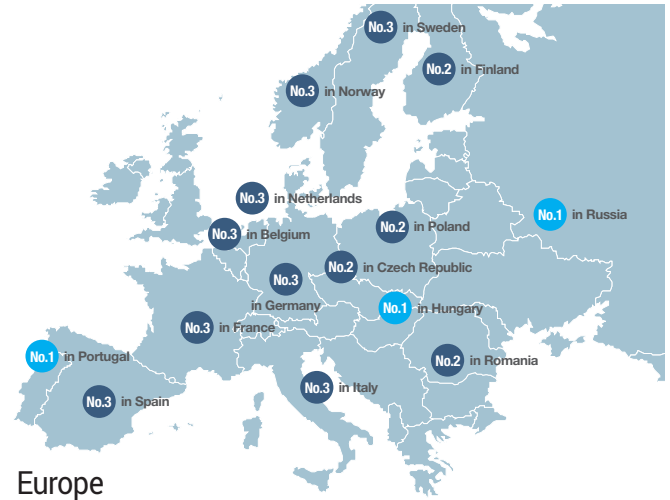 No.3 in Sweden
No.2 in Finland
No.3 in Norway
No.3 in Netherlands
No.1 in Russia
No.3 in Belgium
No.2 in Poland
No.2 in Czech Republic
No.3
in Germany
No.1 in Hungary
No.3 in France
No.1 in Portugal
No.2 in Romania
No.3 in Italy
No.3 in Spain
Europe